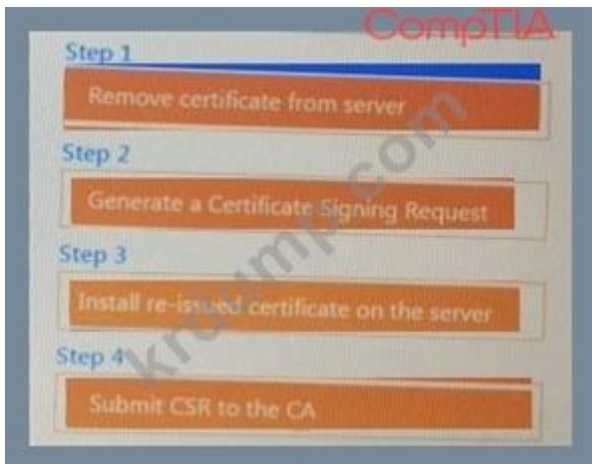 CompTIA
Step 1
Remove certificate from server
Step 2
Generate a Certificate Signing Request
Step 3
Install re-issued certificate on the server
Step 4
Submit CSR to the CA